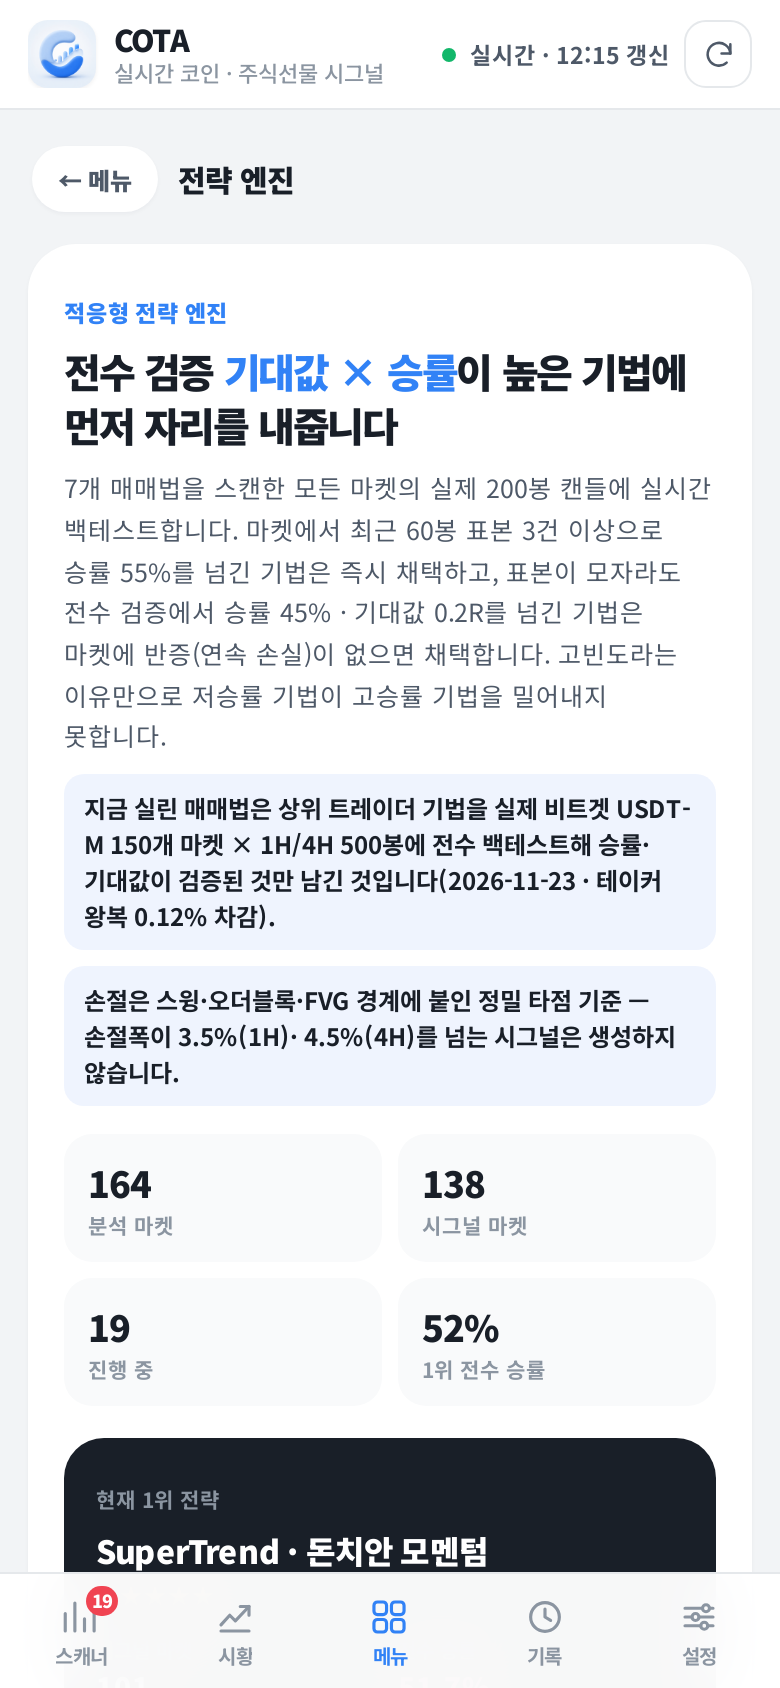 COTA
실시간 코인 · 주식선물 시그널
실시간 · 12:15 갱신
← 메뉴
전략 엔진
적응형 전략 엔진
전수 검증 기대값 × 승률이 높은 기법에
먼저 자리를 내줍니다
7개 매매법을 스캔한 모든 마켓의 실제 200봉 캔들에 실시간
백테스트합니다. 마켓에서 최근 60봉 표본 3건 이상으로
승률 55%를 넘긴 기법은 즉시 채택하고, 표본이 모자라도
전수 검증에서 승률 45% · 기대값 0.2R를 넘긴 기법은
마켓에 반증(연속 손실)이 없으면 채택합니다. 고빈도라는
이유만으로 저승률 기법이 고승률 기법을 밀어내지
못합니다.
지금 실린 매매법은 상위 트레이더 기법을 실제 비트겟 USDT-
M 150개 마켓 × 1H/4H 500봉에 전수 백테스트해 승률·
기대값이 검증된 것만 남긴 것입니다(2026-11-23 · 테이커
왕복 0.12% 차감).
손절은 스윙·오더블록·FVG 경계에 붙인 정밀 타점 기준 —
손절폭이 3.5%(1H)· 4.5%(4H)를 넘는 시그널은 생성하지
않습니다.
164
분석 마켓
138
시그널 마켓
19
진행 중
52%
1위 전수 승률
현재 1위 전략
SuperTrend · 돈치안 모멘텀
19
스캐너
시황
메뉴
기록
설정